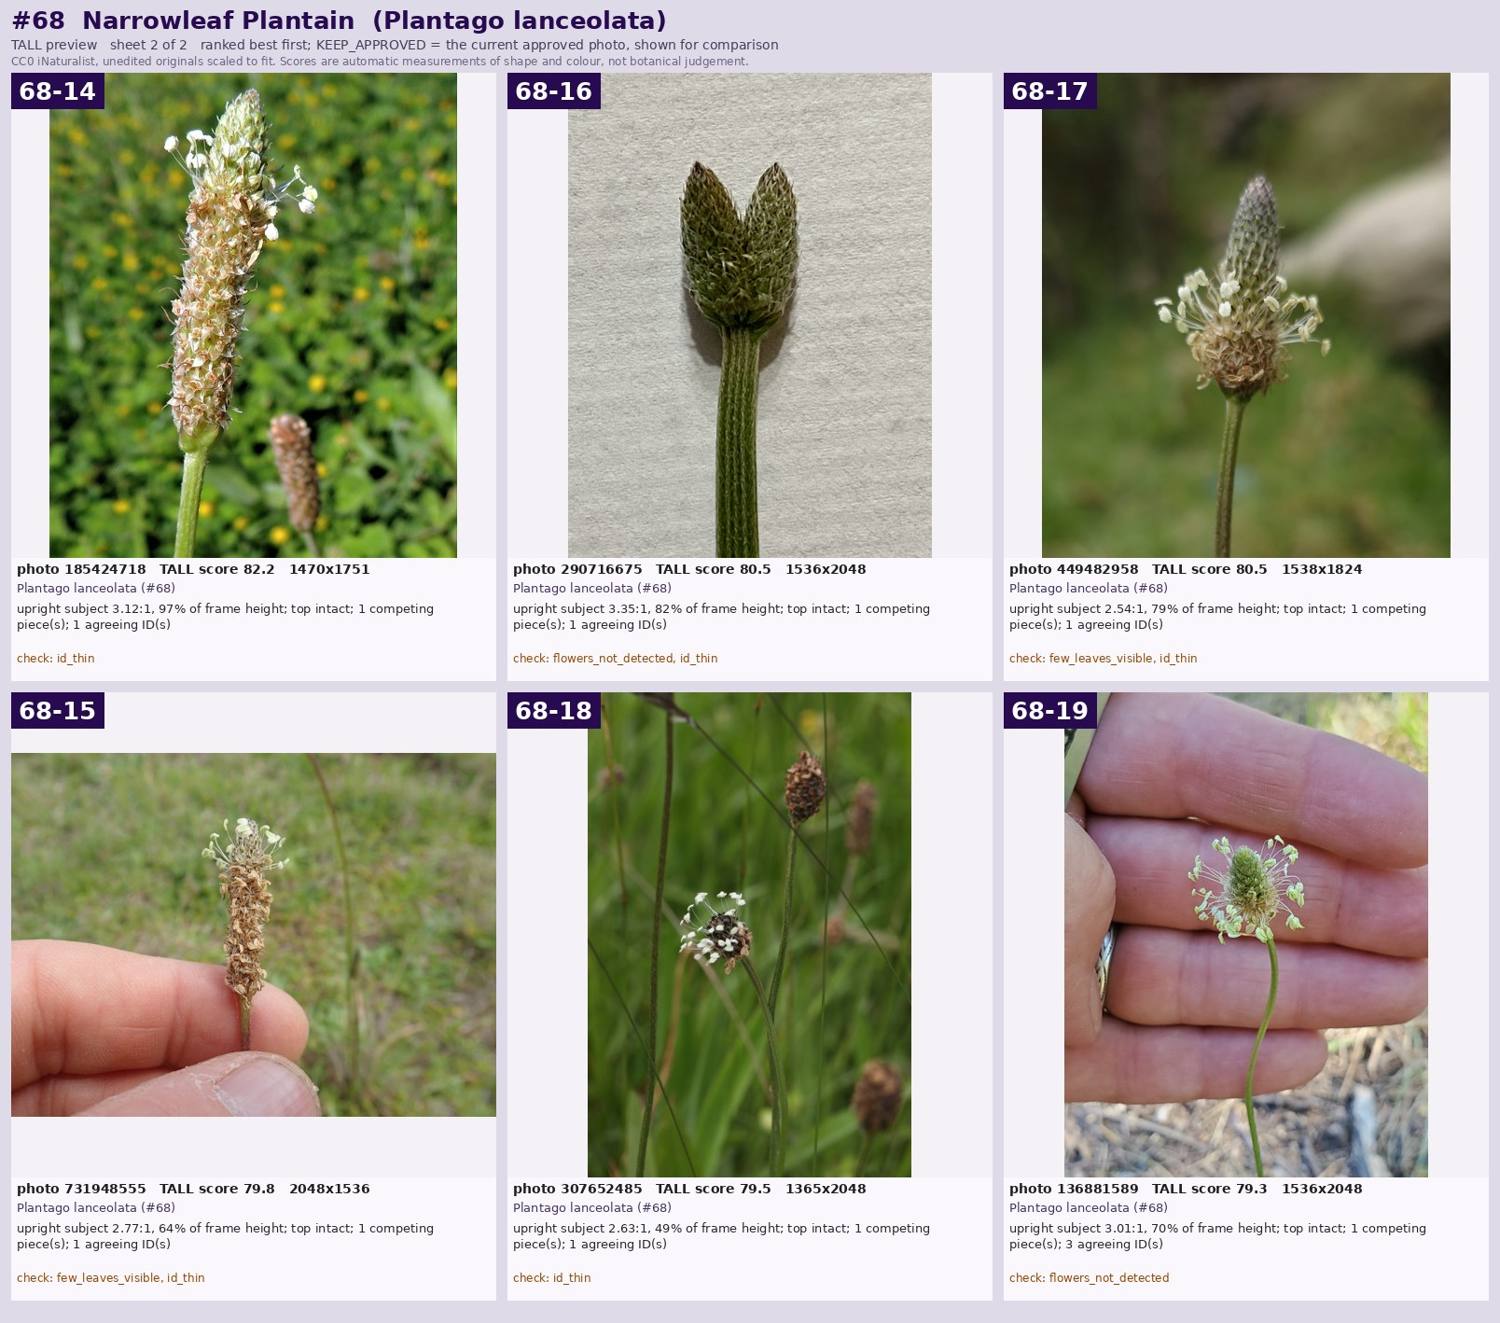 #68 Narrowleaf Plantain (Plantago lanceolata)
TALL preview sheet 2 of 2 ranked best first; KEEP_APPROVED = the current approved photo, shown for comparison
CC0 iNaturalist, unedited originals scaled to fit. Scores are automatic measurements of shape and colour, not botanical judgement.
68-14
photo 185424718 TALL score 82.2 1470x1751
Plantago lanceolata (#68)
upright subject 3.12:1, 97% of frame height; top intact; 1 competing
piece(s); 1 agreeing ID(s)
check: id_thin
68-16
photo 290716675 TALL score 80.5 1536x2048
Plantago lanceolata (#68)
upright subject 3.35:1, 82% of frame height; top intact; 1 competing
piece(s); 1 agreeing ID(s)
check: flowers_not_detected, id_thin
68-17
photo 449482958 TALL score 80.5 1538x1824
Plantago lanceolata (#68)
upright subject 2.54:1, 79% of frame height; top intact; 1 competing
piece(s); 1 agreeing ID(s)
check: few_leaves_visible, id_thin
68-15
photo 731948555 TALL score 79.8 2048x1536
Plantago lanceolata (#68)
upright subject 2.77:1, 64% of frame height; top intact; 1 competing
piece(s); 1 agreeing ID(s)
check: few_leaves_visible, id_thin
68-18
photo 307652485 TALL score 79.5 1365x2048
Plantago lanceolata (#68)
upright subject 2.63:1, 49% of frame height; top intact; 1 competing
piece(s); 1 agreeing ID(s)
check: id_thin
68-19
photo 136881589 TALL score 79.3 1536x2048
Plantago lanceolata (#68)
upright subject 3.01:1, 70% of frame height; top intact; 1 competing
piece(s); 3 agreeing ID(s)
check: flowers_not_detected